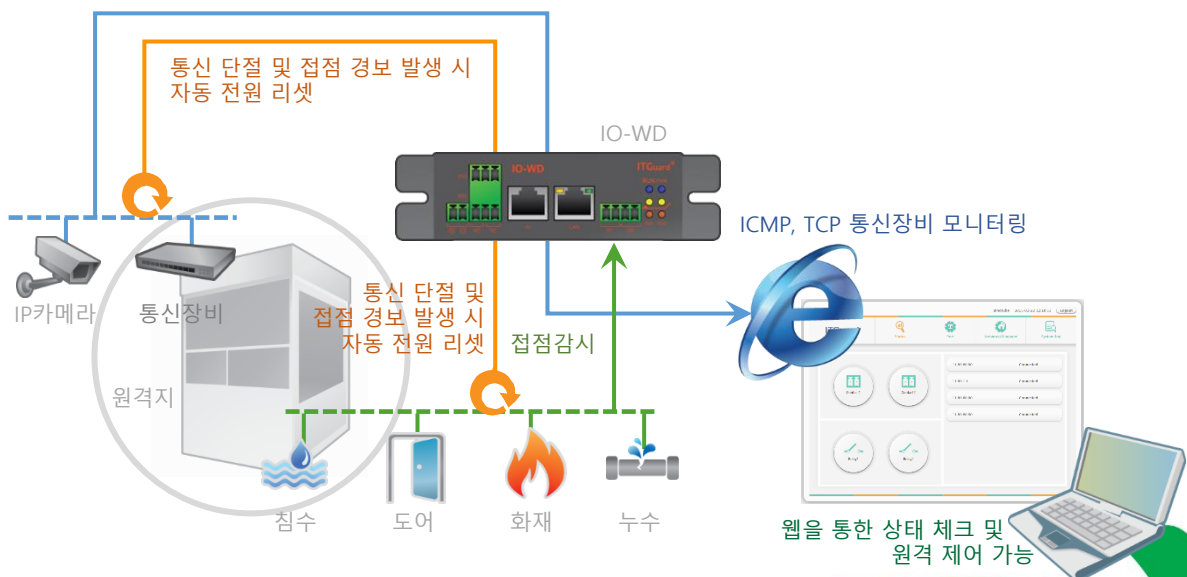 통신 단절 및 접점 경보 발생 시
자동 전원 리셋
IO-WD
IO-WD
ITGuard
ICMP, TCP 통신장비 모니터링
IP카메라
통신장비
통신 단절 및
접점 경보 발생 시
자동 전원 리셋
접점감시
원격지
침수
도어
화재
누수
웹을 통한 상태 체크 및
원격 제어 가능